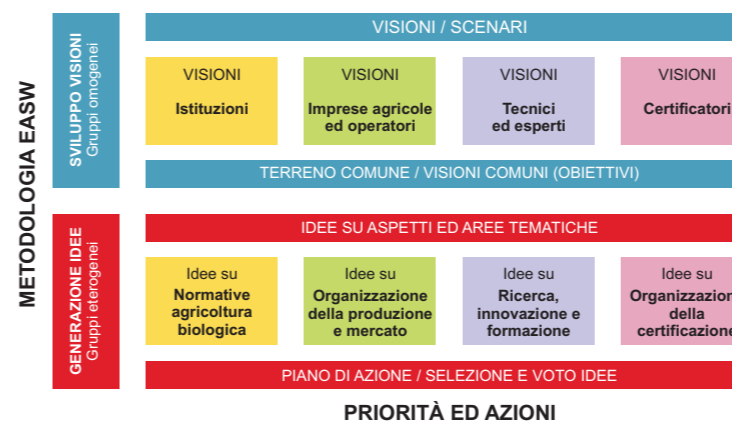 METODOLOGIA EASW
SVILUPPO VISIONI
Gruppi omogenei
VISIONI / SCENARI
VISIONI
Istituzioni
VISIONI
Imprese agricole
ed operatori
VISIONI
Tecnici
ed esperti
VISIONI
Certificatori
TERRENO COMUNE / VISIONI COMUNI (OBIETTIVI)
GENERAZIONE IDEE
Gruppi eterogenei
IDEE SU ASPETTI ED AREE TEMATICHE
Idee su
Normative
agricoltura
biologica
Idee su
Organizzazione
della produzione
e mercato
Idee su
Ricerca,
innovazione e
formazione
Idee su
Organizzazion
della
certificazione
PIANO DI AZIONE / SELEZIONE E VOTO IDEE
PRIORITÀ ED AZIONI